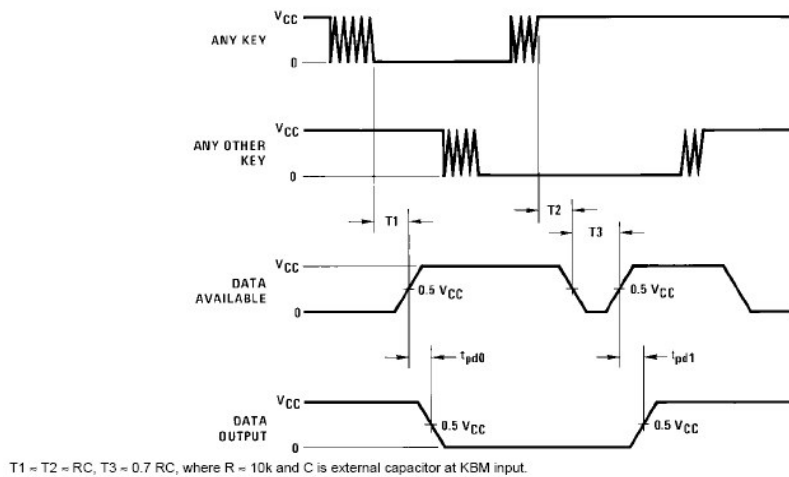 VCC
ANY KEY
0
VCC
ANY OTHER
KEY
0
T1
T2
T3
VCC
DATA
AVAILABLE
0.5 VCC
0.5 VCC
0
tpd0
tpd1
VCC
DATA
OUTPUT
0.5 VCC
0.5 VCC
0
T1 ≈ T2 ≈ RC, T3 ≈ 0.7 RC, where R ≈ 10k and C is external capacitor at KBM input.